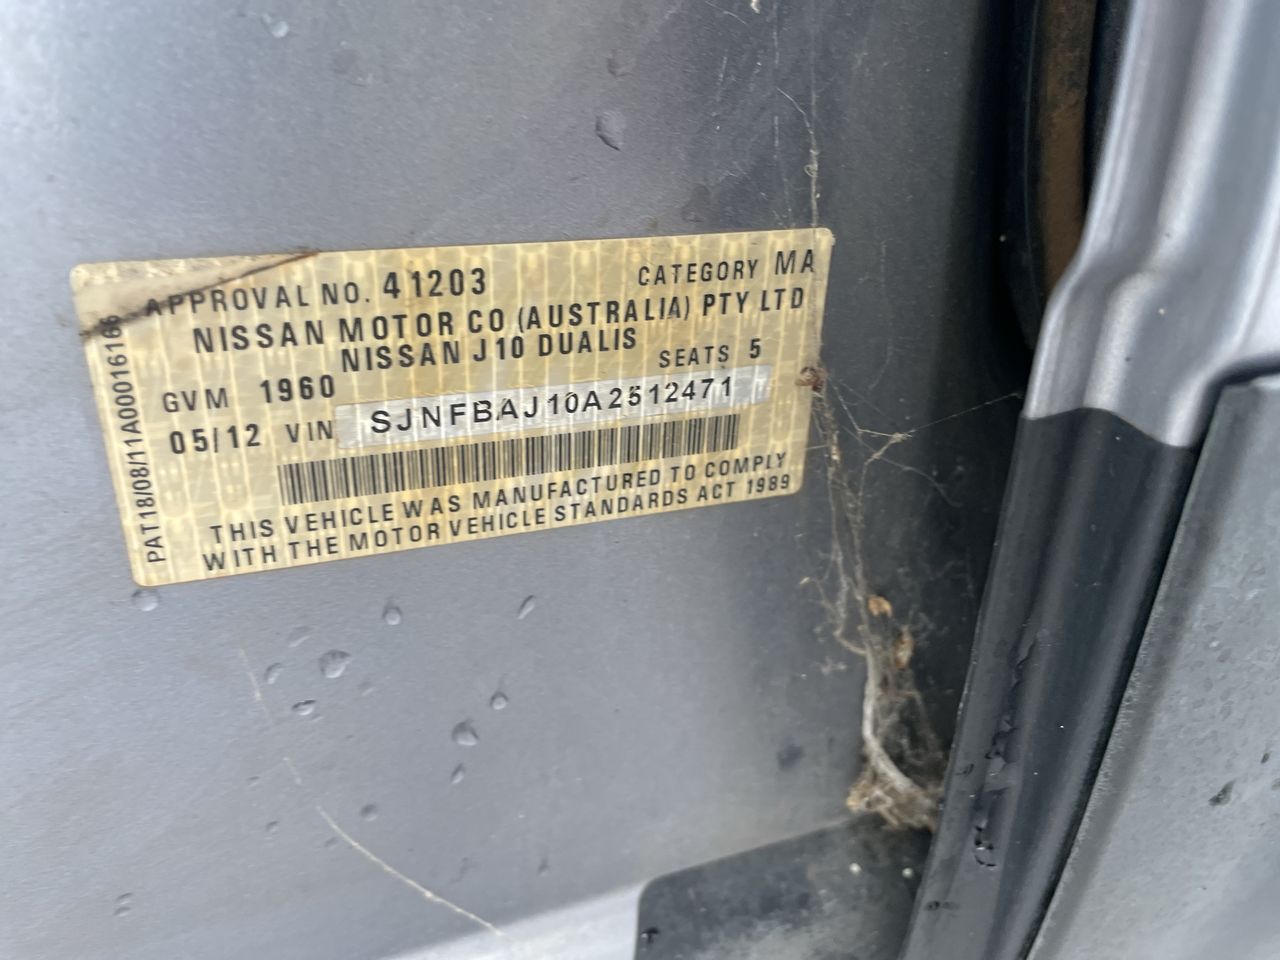 APPROVAL NO. 41203 CATEGORY MA
NISSAN MOTOR CO (AUSTRALIA) PTY LTD
NISSAN J10 DUALIS
GVM 1960 SEATS 5
05/12 VIN SJNFBAJ10A2512471
THIS VEHICLE WAS MANUFACTURED TO COMPLY
WITH THE MOTOR VEHICLE STANDARDS ACT 1989
PAT18/08/11A00016166